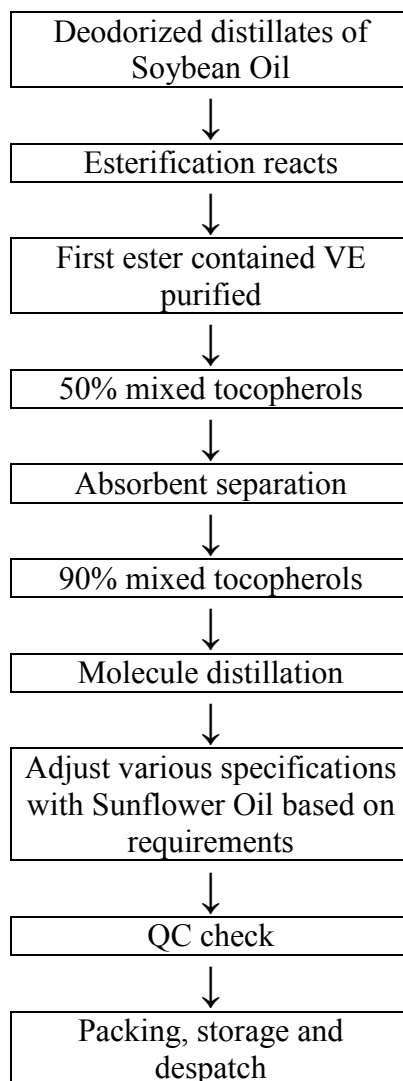 Deodorized distillates of
Soybean Oil
Esterification reacts
First ester contained VE
purified
50% mixed tocopherols
Absorbent separation
90% mixed tocopherols
Molecule distillation
Adjust various specifications
with Sunflower Oil based on
requirements
QC check
Packing, storage and
despatch